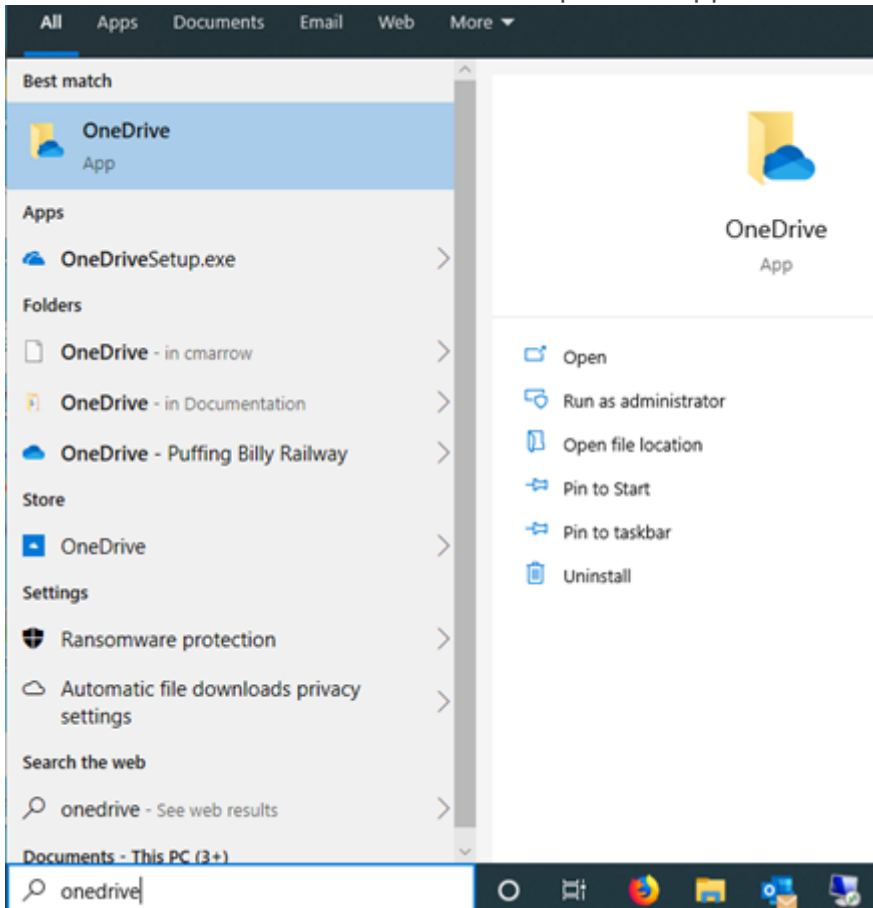 All Apps Documents Email Web More
Best match
OneDrive
App
Apps
OneDriveSetup.exe
Folders
OneDrive - in cmarrow
OneDrive - in Documentation
OneDrive - Puffing Billy Railway
Store
OneDrive
Settings
Ransomware protection
Automatic file downloads privacy
settings
Search the web
onedrive - See web results
Documents - This PC (3+)
onedrive
OneDrive
App
Open
Run as administrator
Open file location
Pin to Start
Pin to taskbar
Uninstall